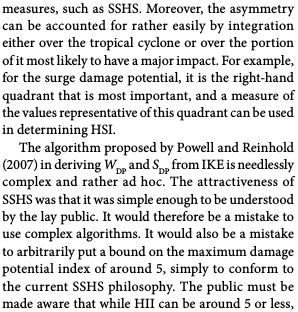 measures, such as SSHS. Moreover, the asymmetry
can be accounted for rather easily by integration
either over the tropical cyclone or over the portion
of it most likely to have a major impact. For example,
for the surge damage potential, it is the right-hand
quadrant that is most important, and a measure of
the values representative of this quadrant can be used
in determining HSI.
The algorithm proposed by Powell and Reinhold
(2007) in deriving W_DP and S_DP from IKE is needlessly
complex and rather ad hoc. The attractiveness of
SSHS was that it was simple enough to be understood
by the lay public. It would therefore be a mistake to
use complex algorithms. It would also be a mistake
to arbitrarily put a bound on the maximum damage
potential index of around 5, simply to conform to
the current SSHS philosophy. The public must be
made aware that while HII can be around 5 or less,